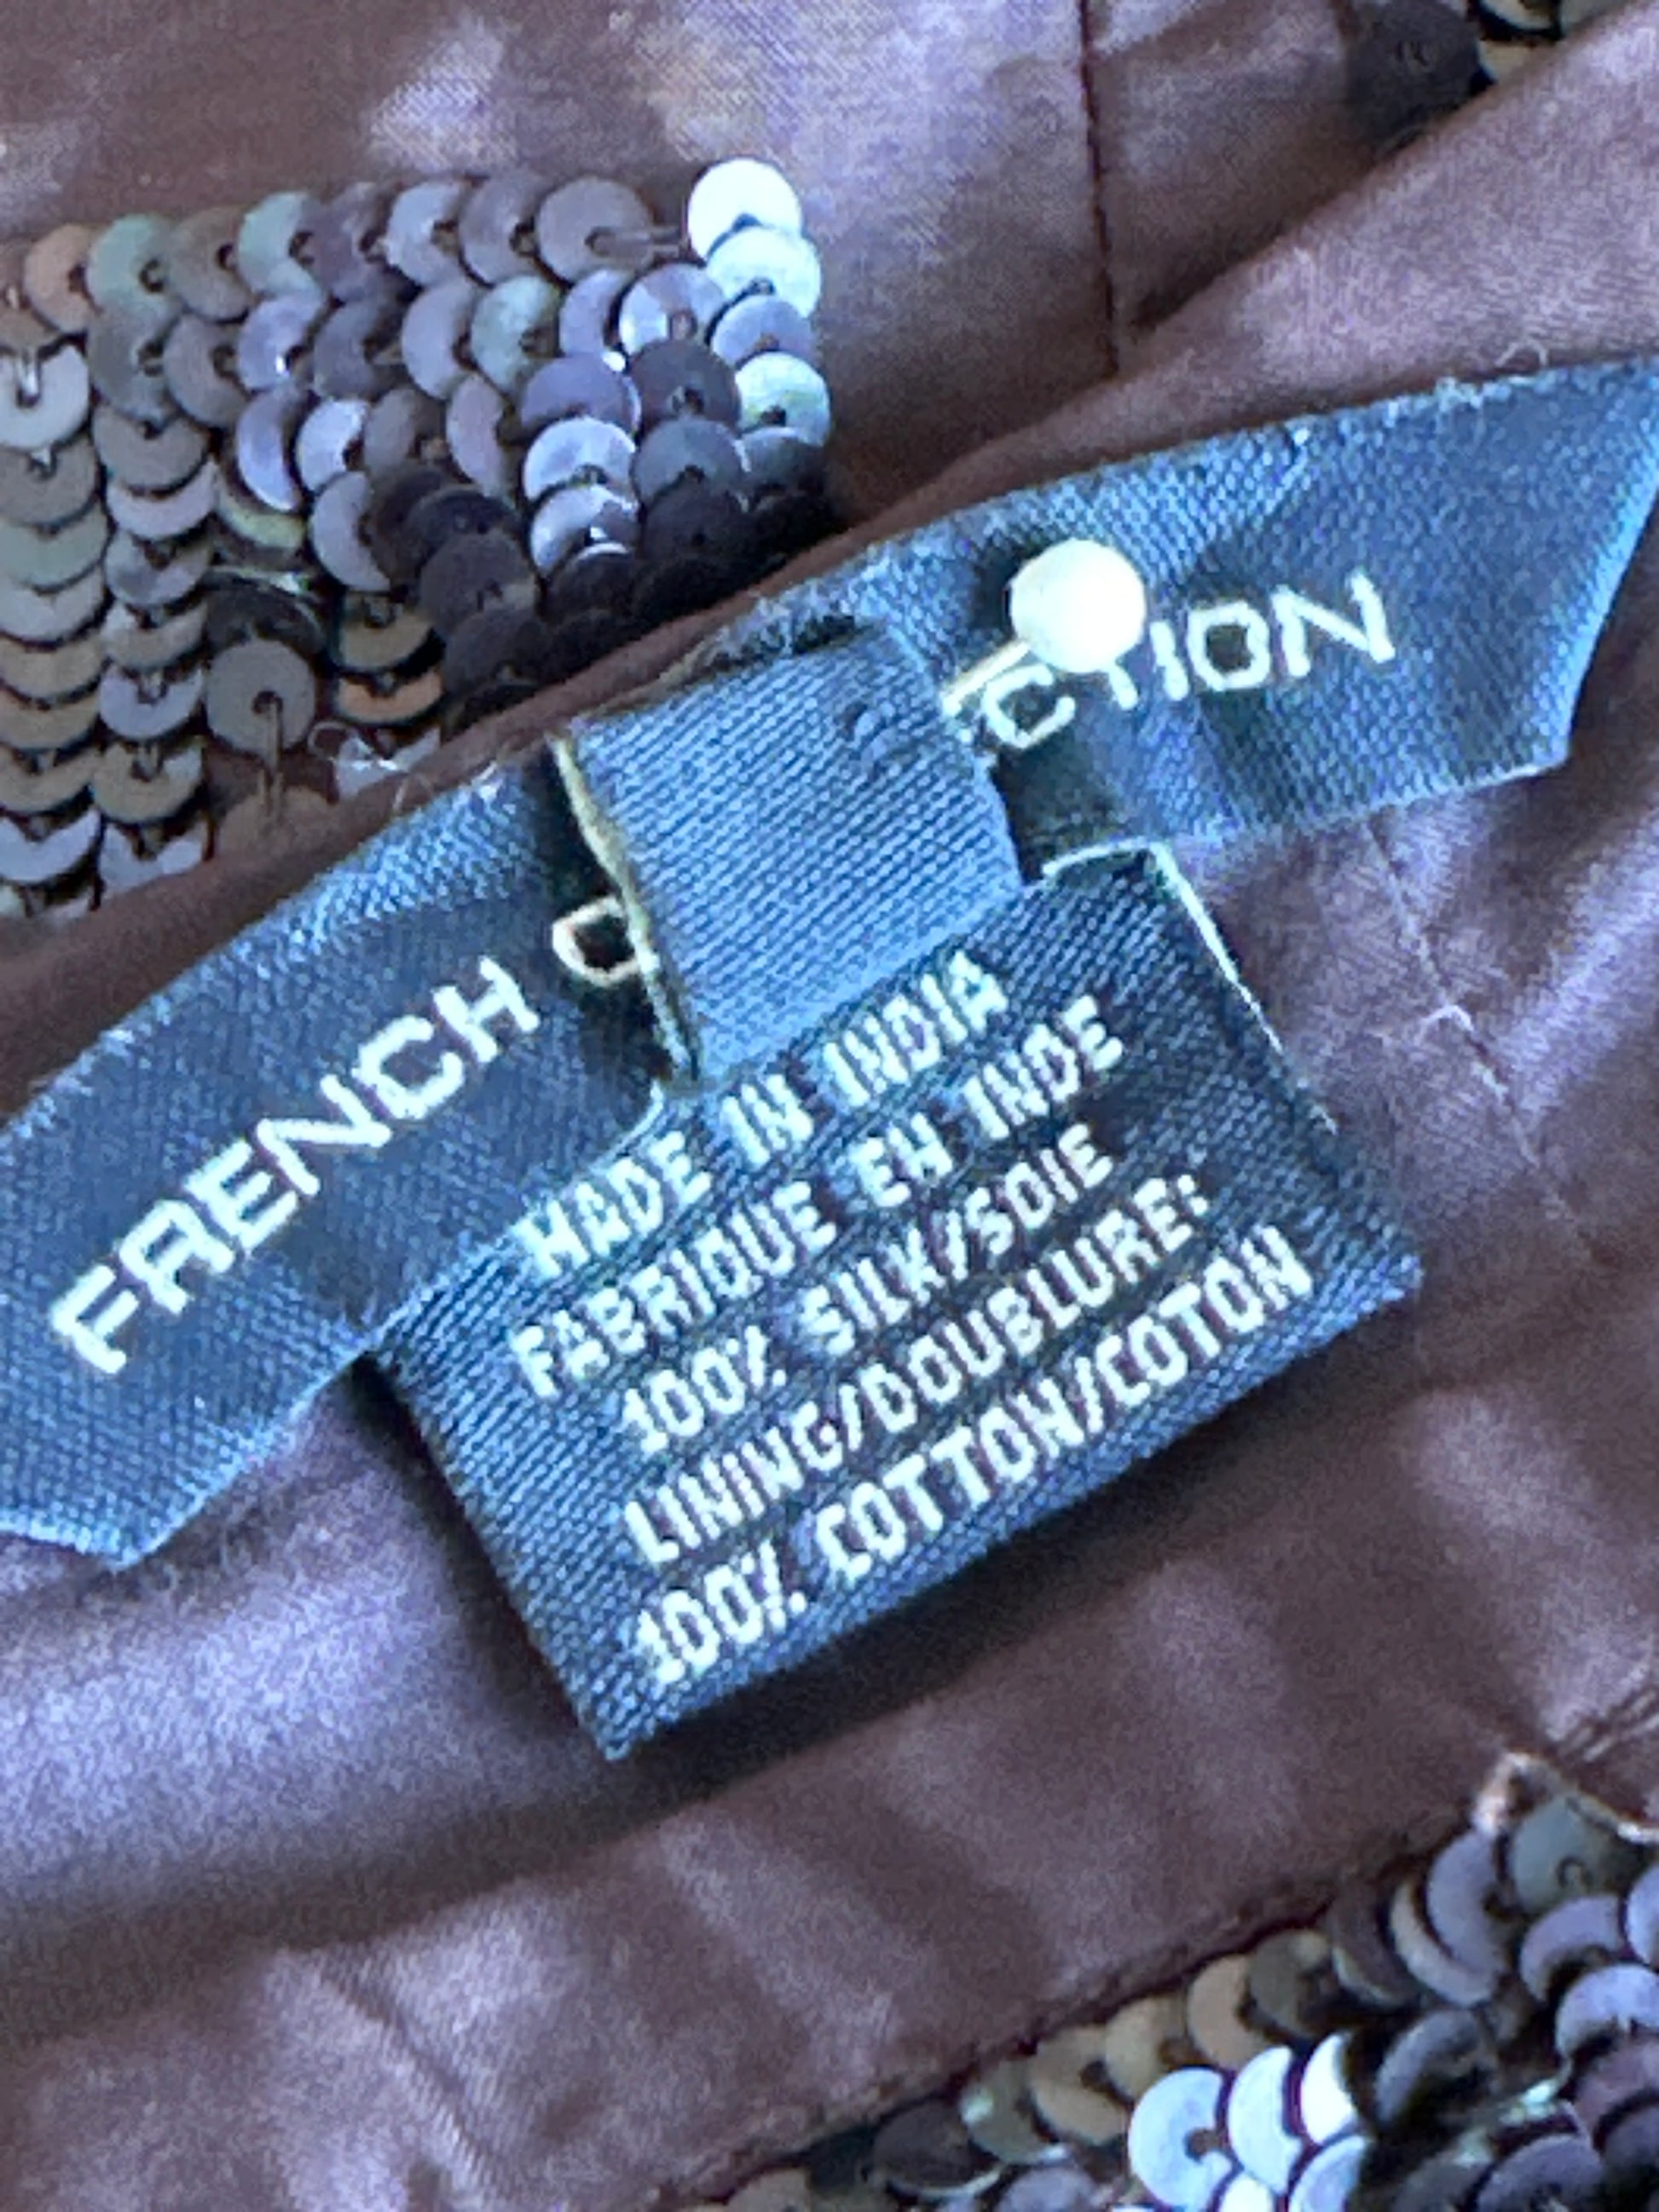 FRENCH C CTION
MADE IN INDIA
FABRIQUE EN INDE
100% SILK/SOIE
LINING/DOUBLURE:
100% COTTON/COTON